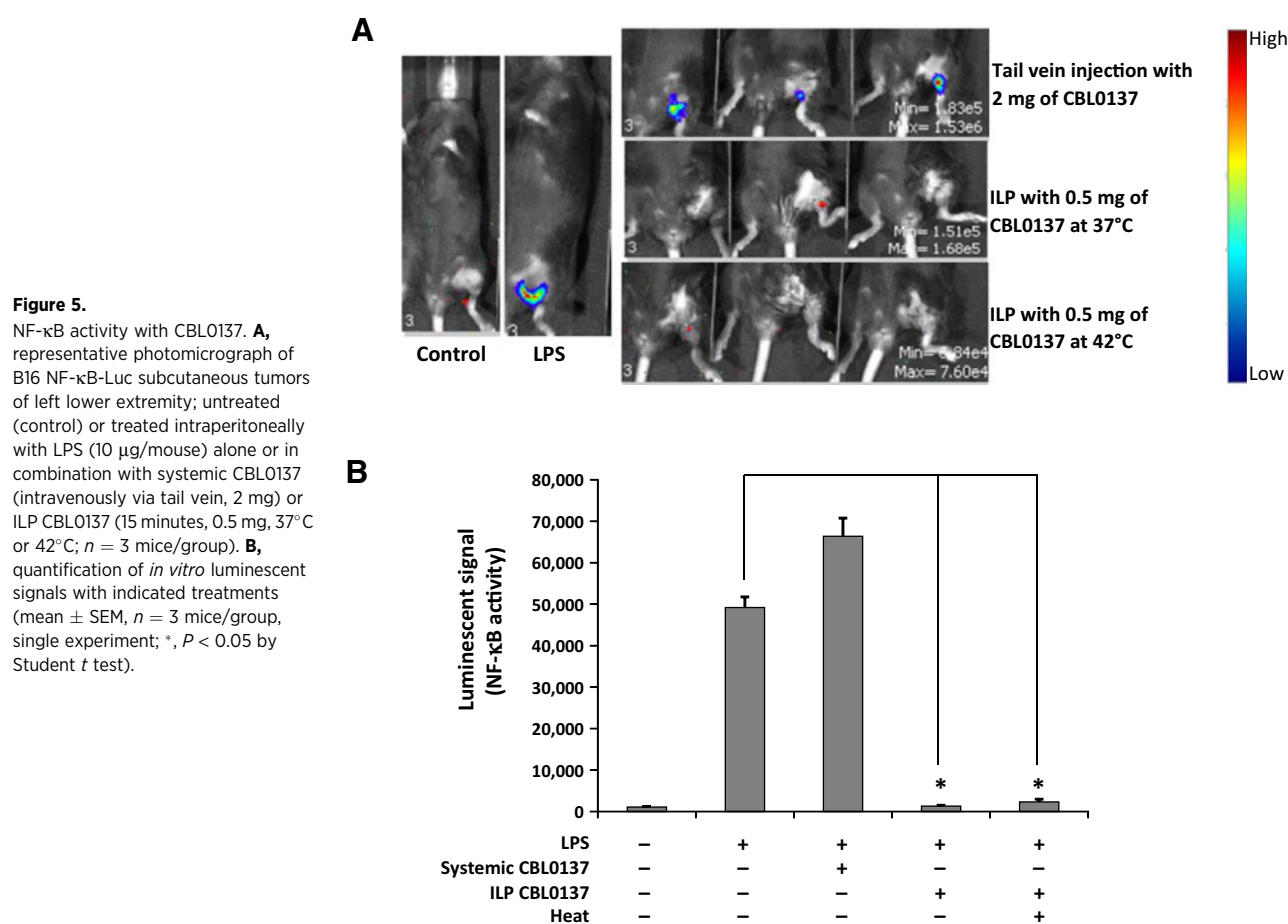 Figure 5.
NF-κB activity with CBL0137. A,
representative photomicrograph of
B16 NF-κB-Luc subcutaneous tumors
of left lower extremity; untreated
(control) or treated intraperitoneally
with LPS (10 μg/mouse) alone or in
combination with systemic CBL0137
(intravenously via tail vein, 2 mg) or
ILP CBL0137 (15 minutes, 0.5 mg, 37°C
or 42°C; n = 3 mice/group). B,
quantification of in vitro luminescent
signals with indicated treatments
(mean ± SEM, n = 3 mice/group,
single experiment; *, P < 0.05 by
Student t test).
A
3
Control
3
LPS
3
Min= 1.83e5
Max= 1.53e6
Tail vein injection with
2 mg of CBL0137
3
Min= 1.51e5
Max= 1.68e5
ILP with 0.5 mg of
CBL0137 at 37°C
3
Max= 7.60e4
ILP with 0.5 mg of
CBL0137 at 42°C
High
Low
B
Luminescent signal
(NF-κB activity)
80,000
70,000
60,000
50,000
40,000
30,000
20,000
10,000
0
* *
LPS – + + + +
Systemic CBL0137 – – + – –
ILP CBL0137 – – – + +
Heat – – – – +